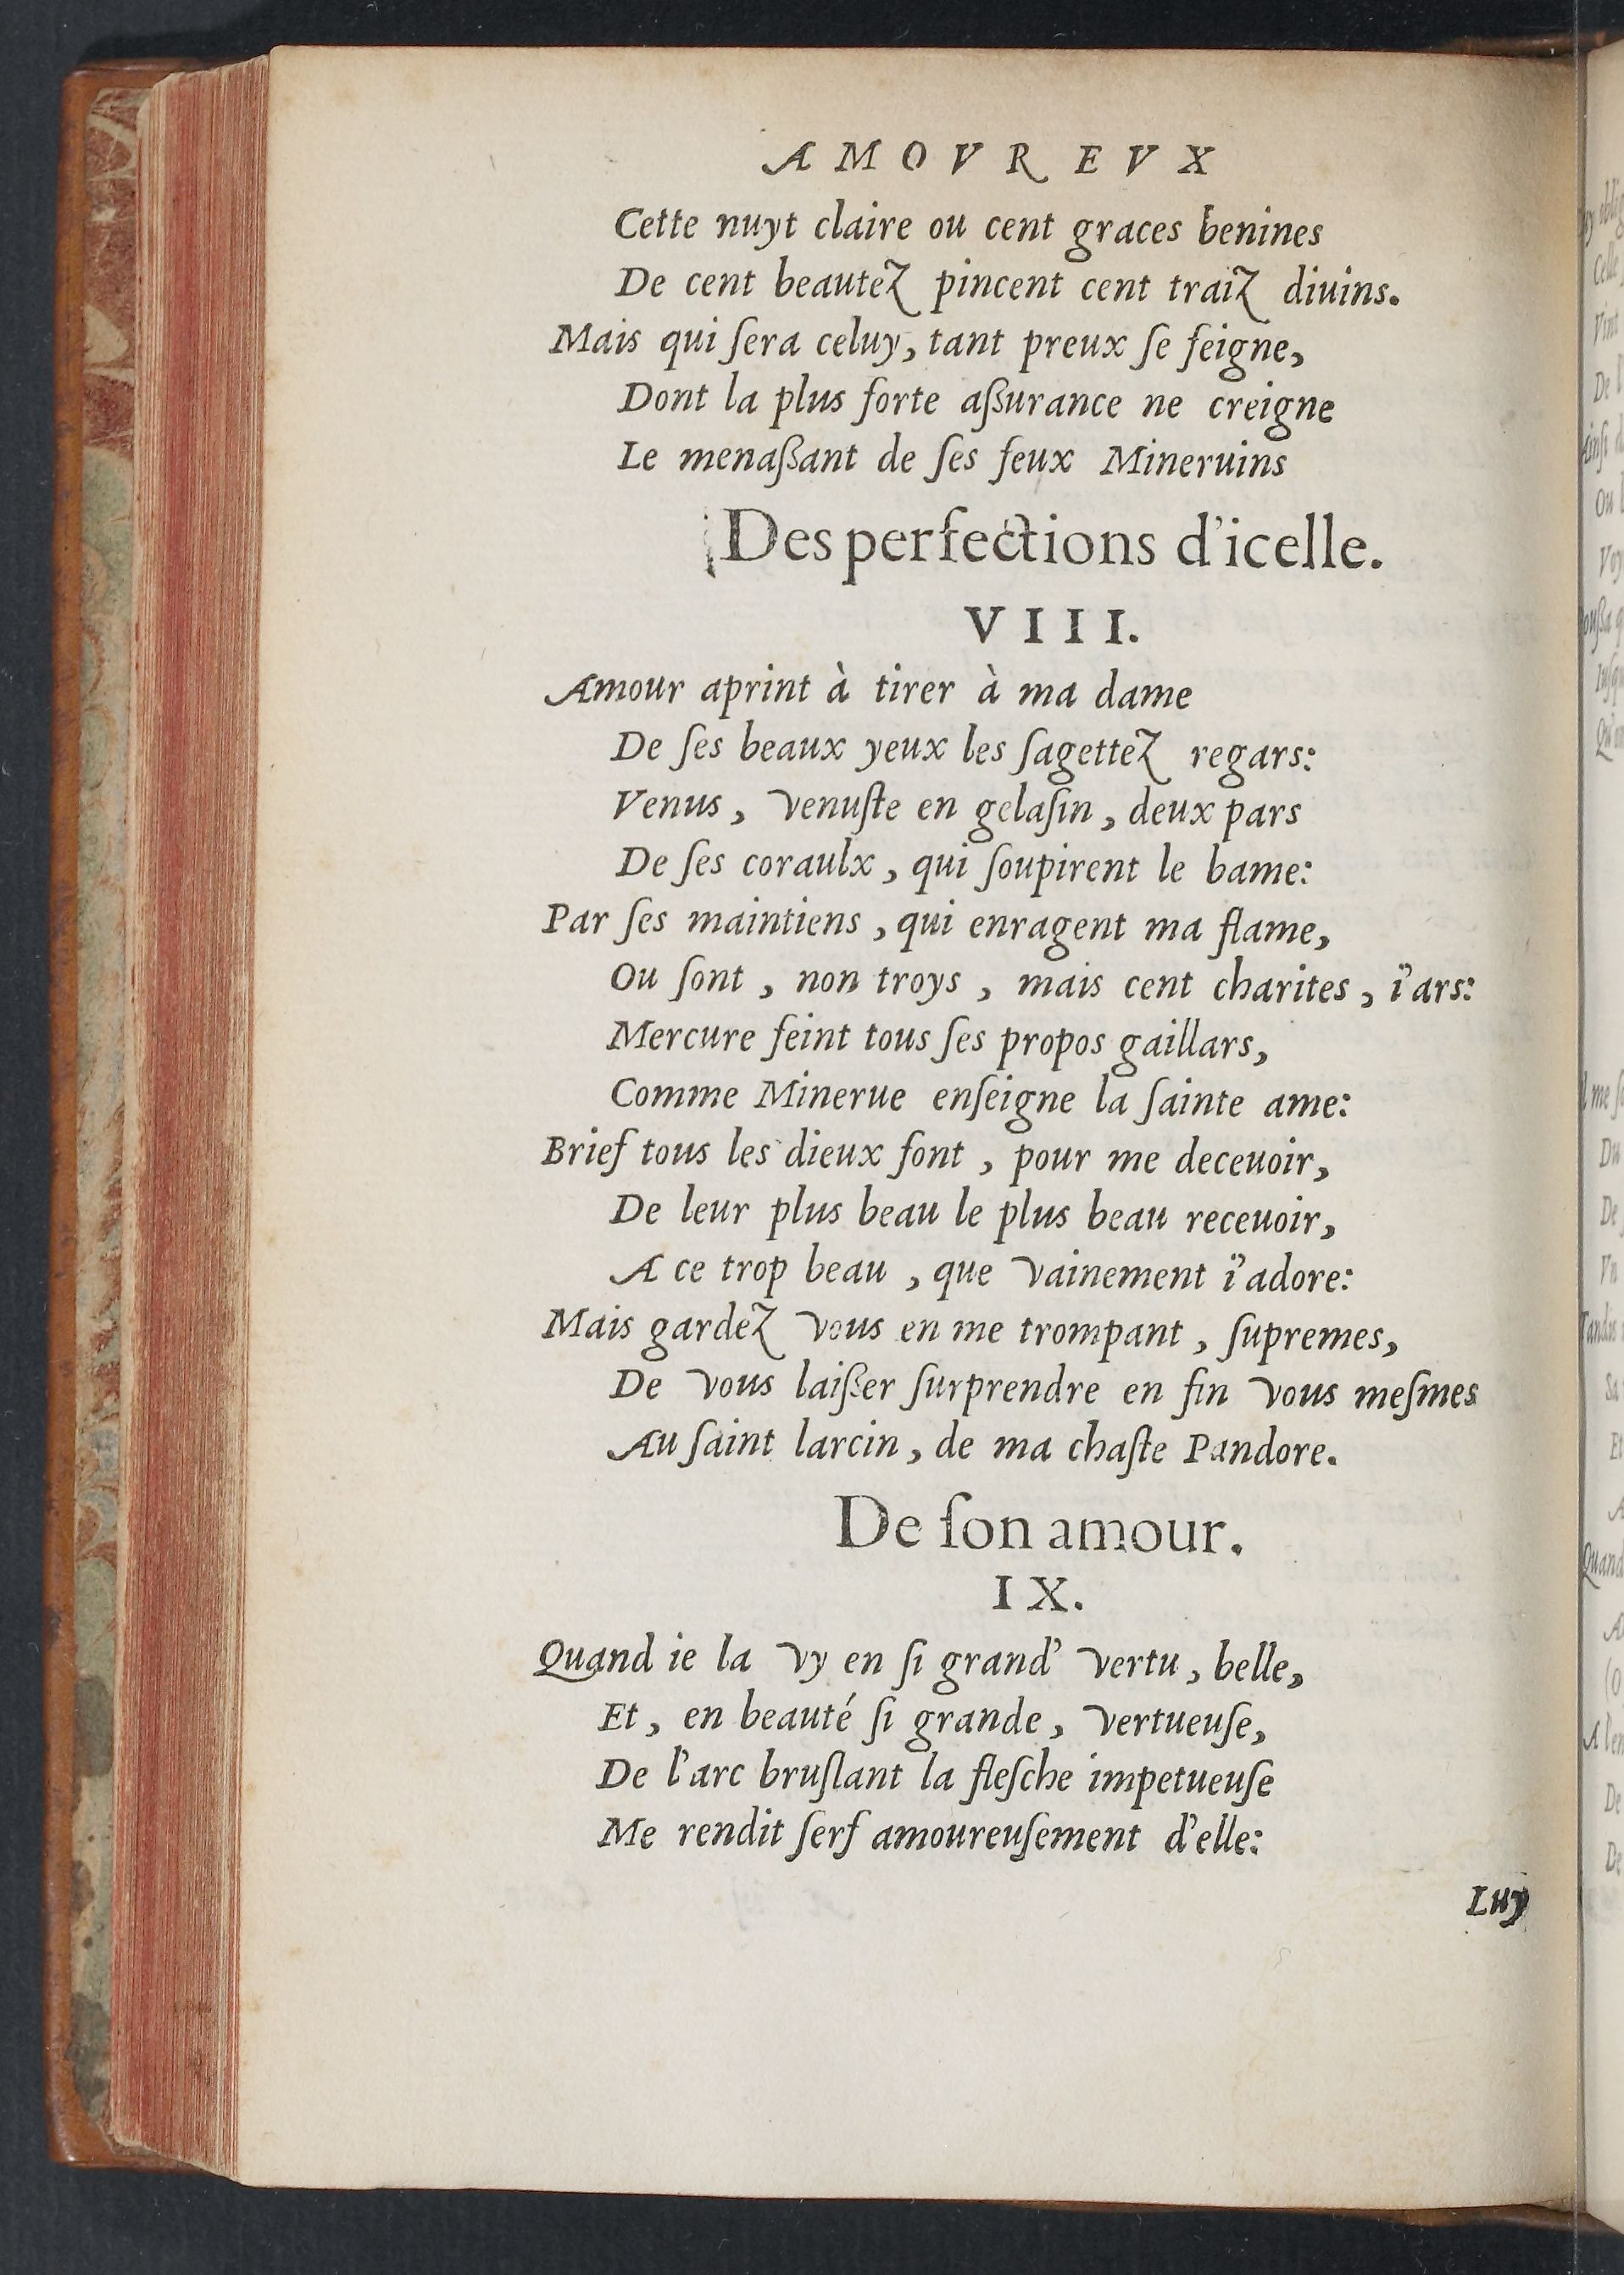 AMOVREVX
Cette nuyt claire ou cent graces benines
De cent beautez pincent cent traiz diuins.
Mais qui ſera celuy, tant preux ſe feigne,
Dont la plus forte aßurance ne creigne
Le menaßant de ſes feux Mineruins
Des perfections d'icelle.
VIII.
Amour aprint à tirer à ma dame
De ſes beaux yeux les ſagettez regars:
Venus, venuſte en gelaſin, deux pars
De ſes coraulx, qui ſoupirent le bame:
Par ſes maintiens, qui enragent ma flame,
Ou ſont, non troys, mais cent charites, i'ars:
Mercure feint tous ſes propos gaillars,
Comme Minerue enſeigne la ſainte ame:
Brief tous les dieux font, pour me deceuoir,
De leur plus beau le plus beau receuoir,
A ce trop beau, que vainement i'adore:
Mais gardez vous en me trompant, ſupremes,
De vous laißer ſurprendre en fin vous meſmes
Au ſaint larcin, de ma chaſte Pandore.
De ſon amour.
IX.
Quand ie la vy en ſi grand' vertu, belle,
Et, en beauté ſi grande, vertueuſe,
De l'arc bruſlant la fleſche impetueuſe
Me rendit ſerf amoureuſement d'elle:
Luy